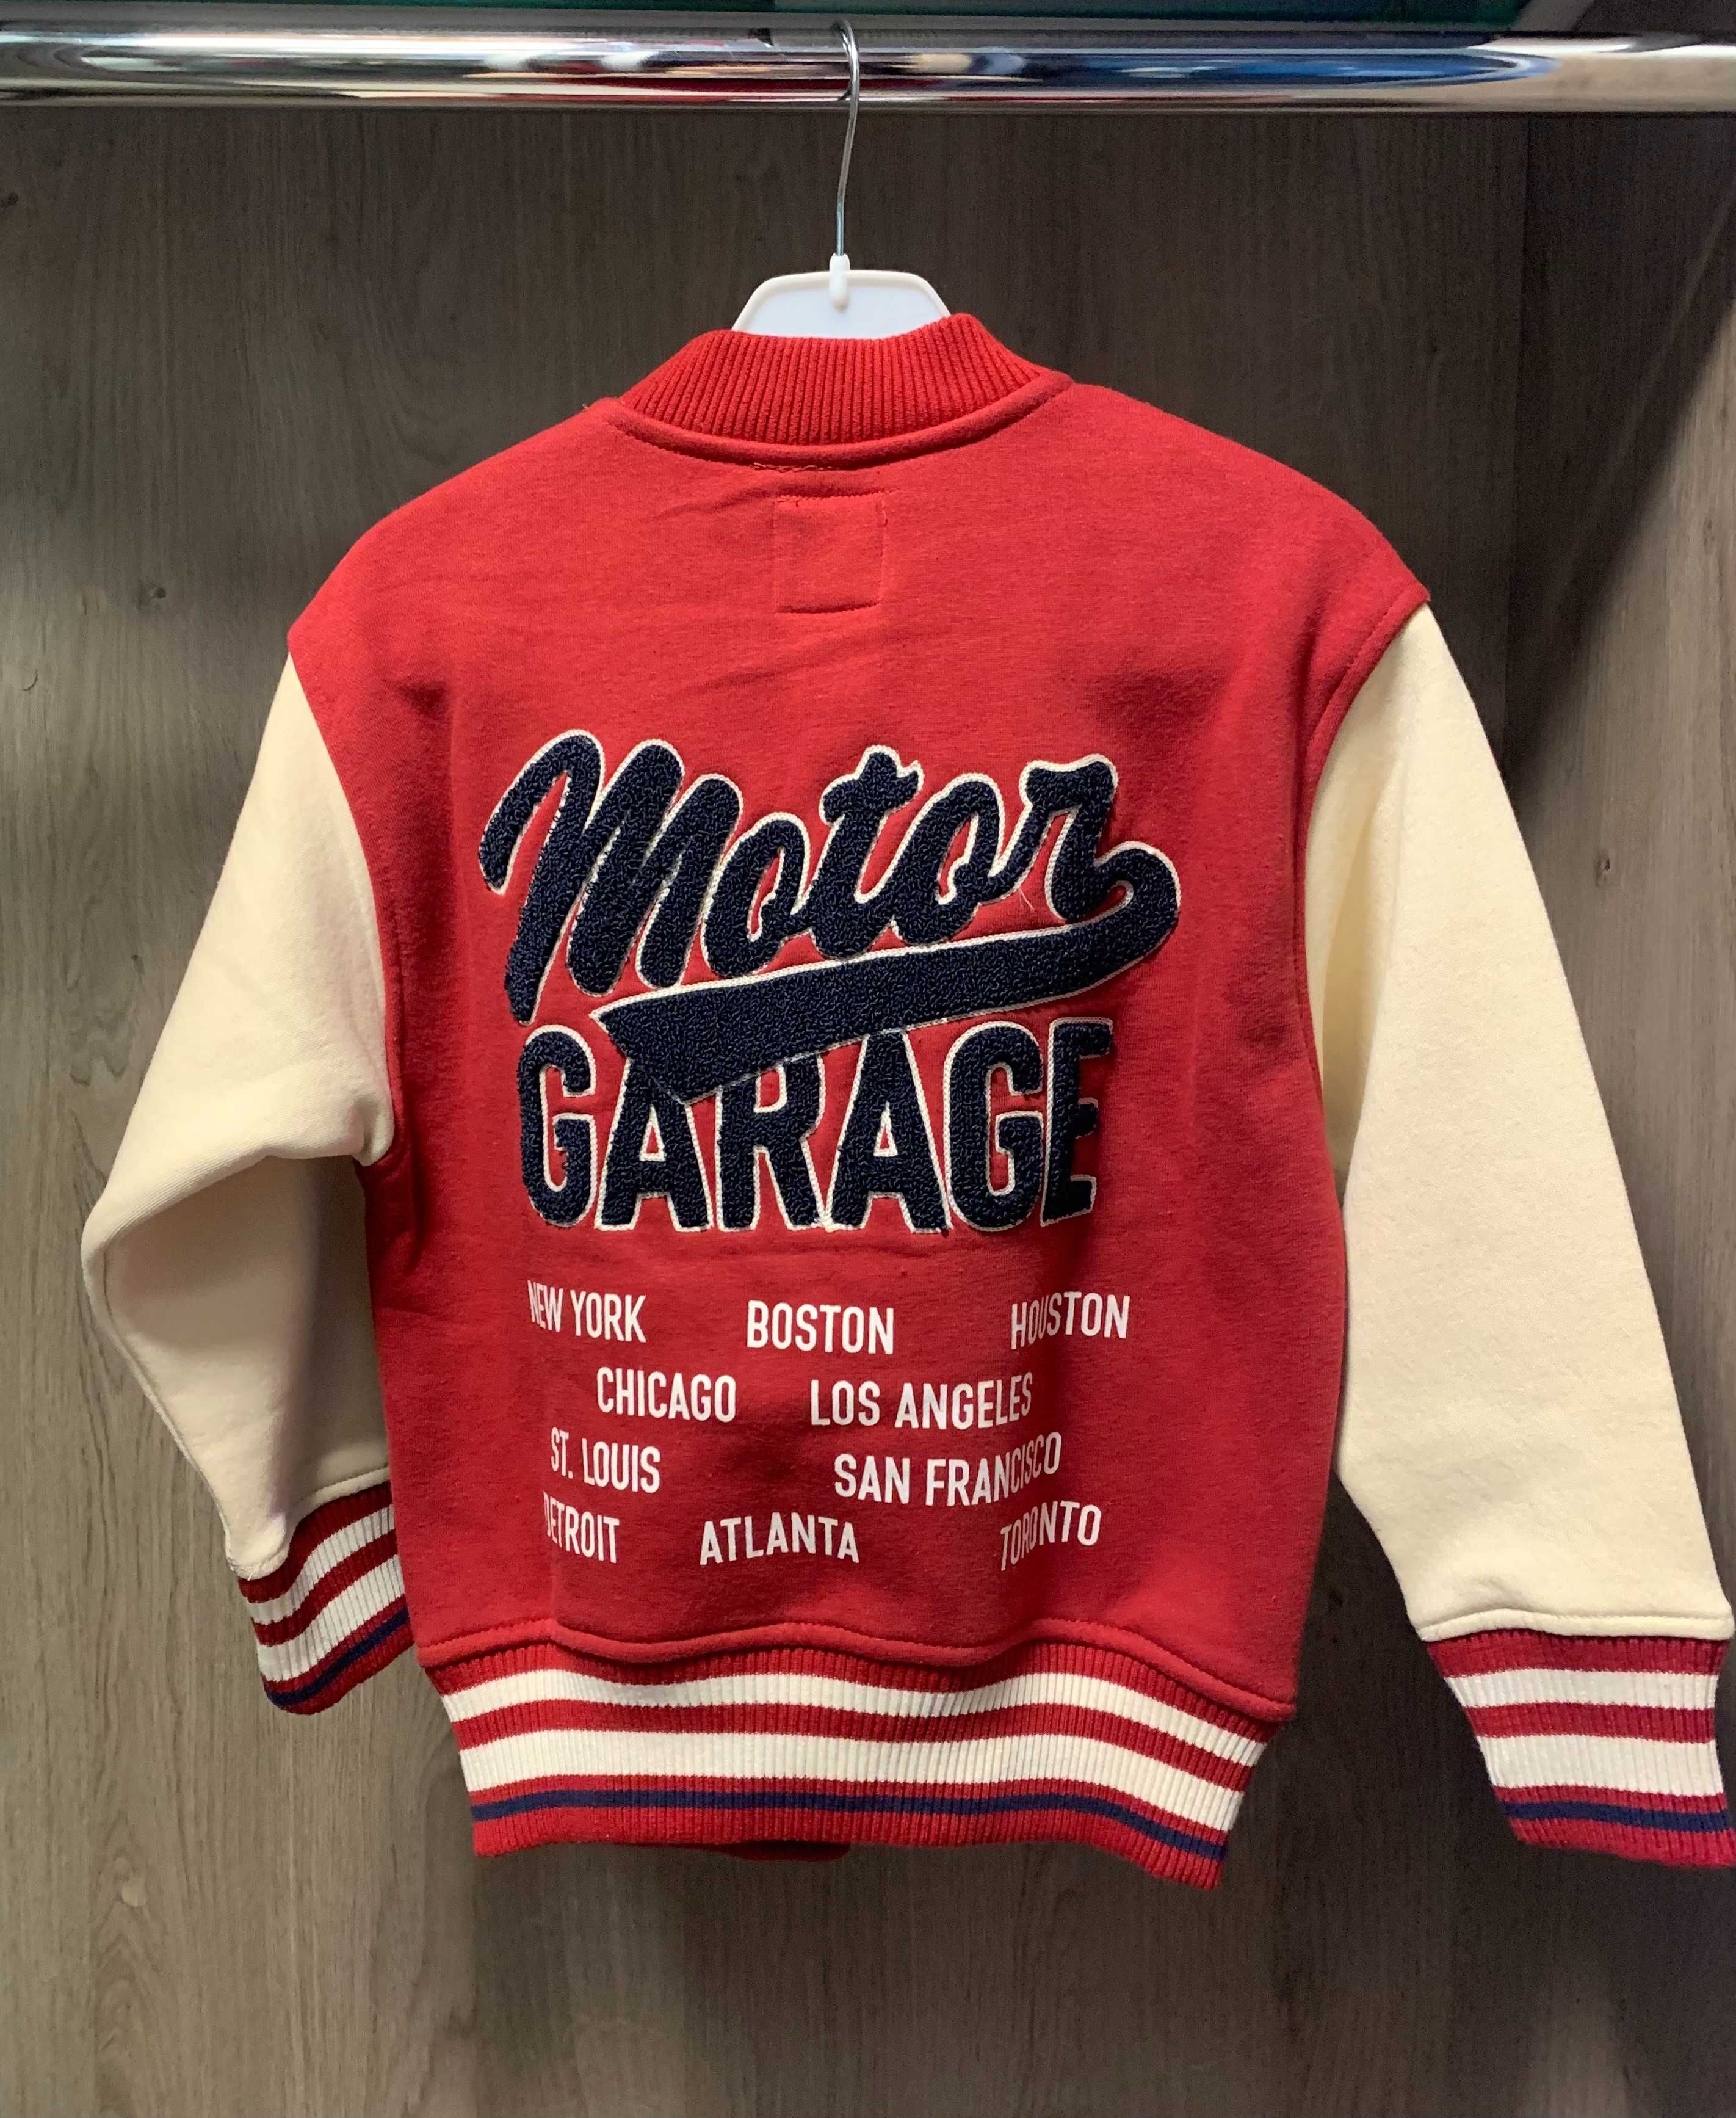 Motor
GARAGE
NEW YORK BOSTON HOUSTON
CHICAGO LOS ANGELES
ST. LOUIS SAN FRANCISCO
DETROIT ATLANTA TORONTO